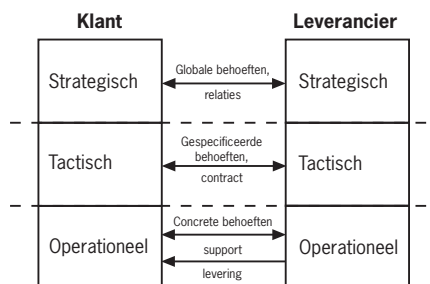 Klant
Leverancier
Strategisch
Globale behoeften,
relaties
Strategisch
Tactisch
Gespecificeerde
behoeften,
contract
Tactisch
Operationeel
Concrete behoeften
support
levering
Operationeel